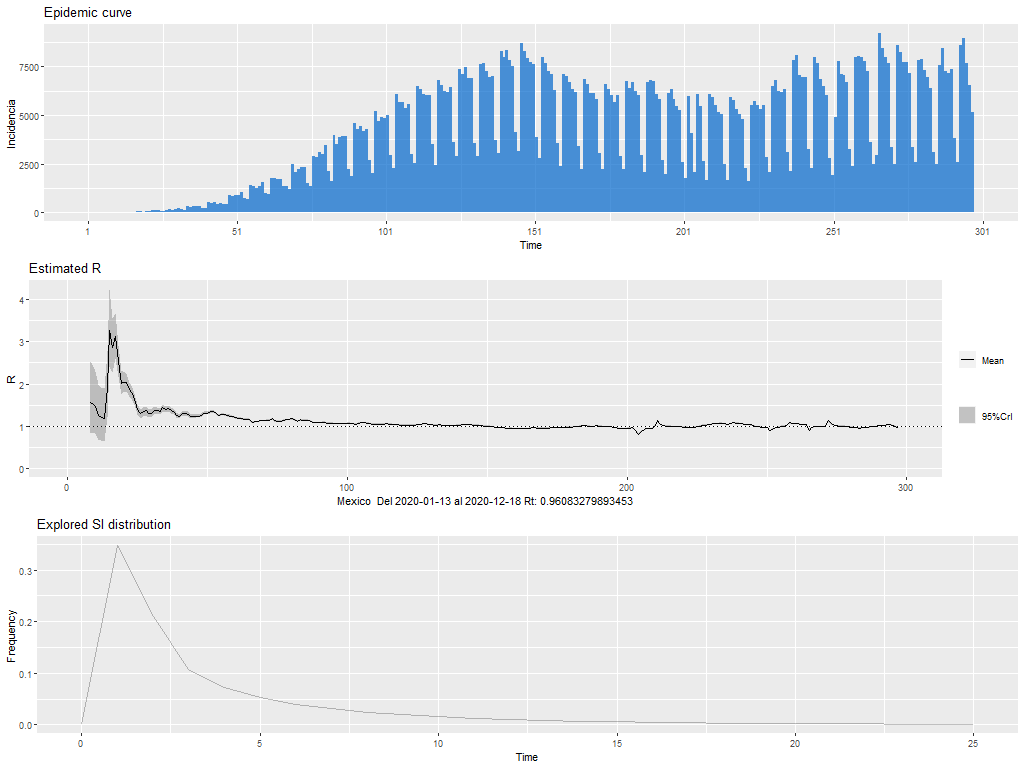 Epidemic curve
7500
5000
2500
0
Incidencia
1 51 101 151 201 251 301
Time
Estimated R
4
3
2
1
0
R
0 100 200 300
Mexico Del 2020-01-13 al 2020-12-18 Rt: 0.96083279893453
Mean
95%CrI
Explored SI distribution
0.3
0.2
0.1
0.0
Frequency
0 5 10 15 20 25
Time